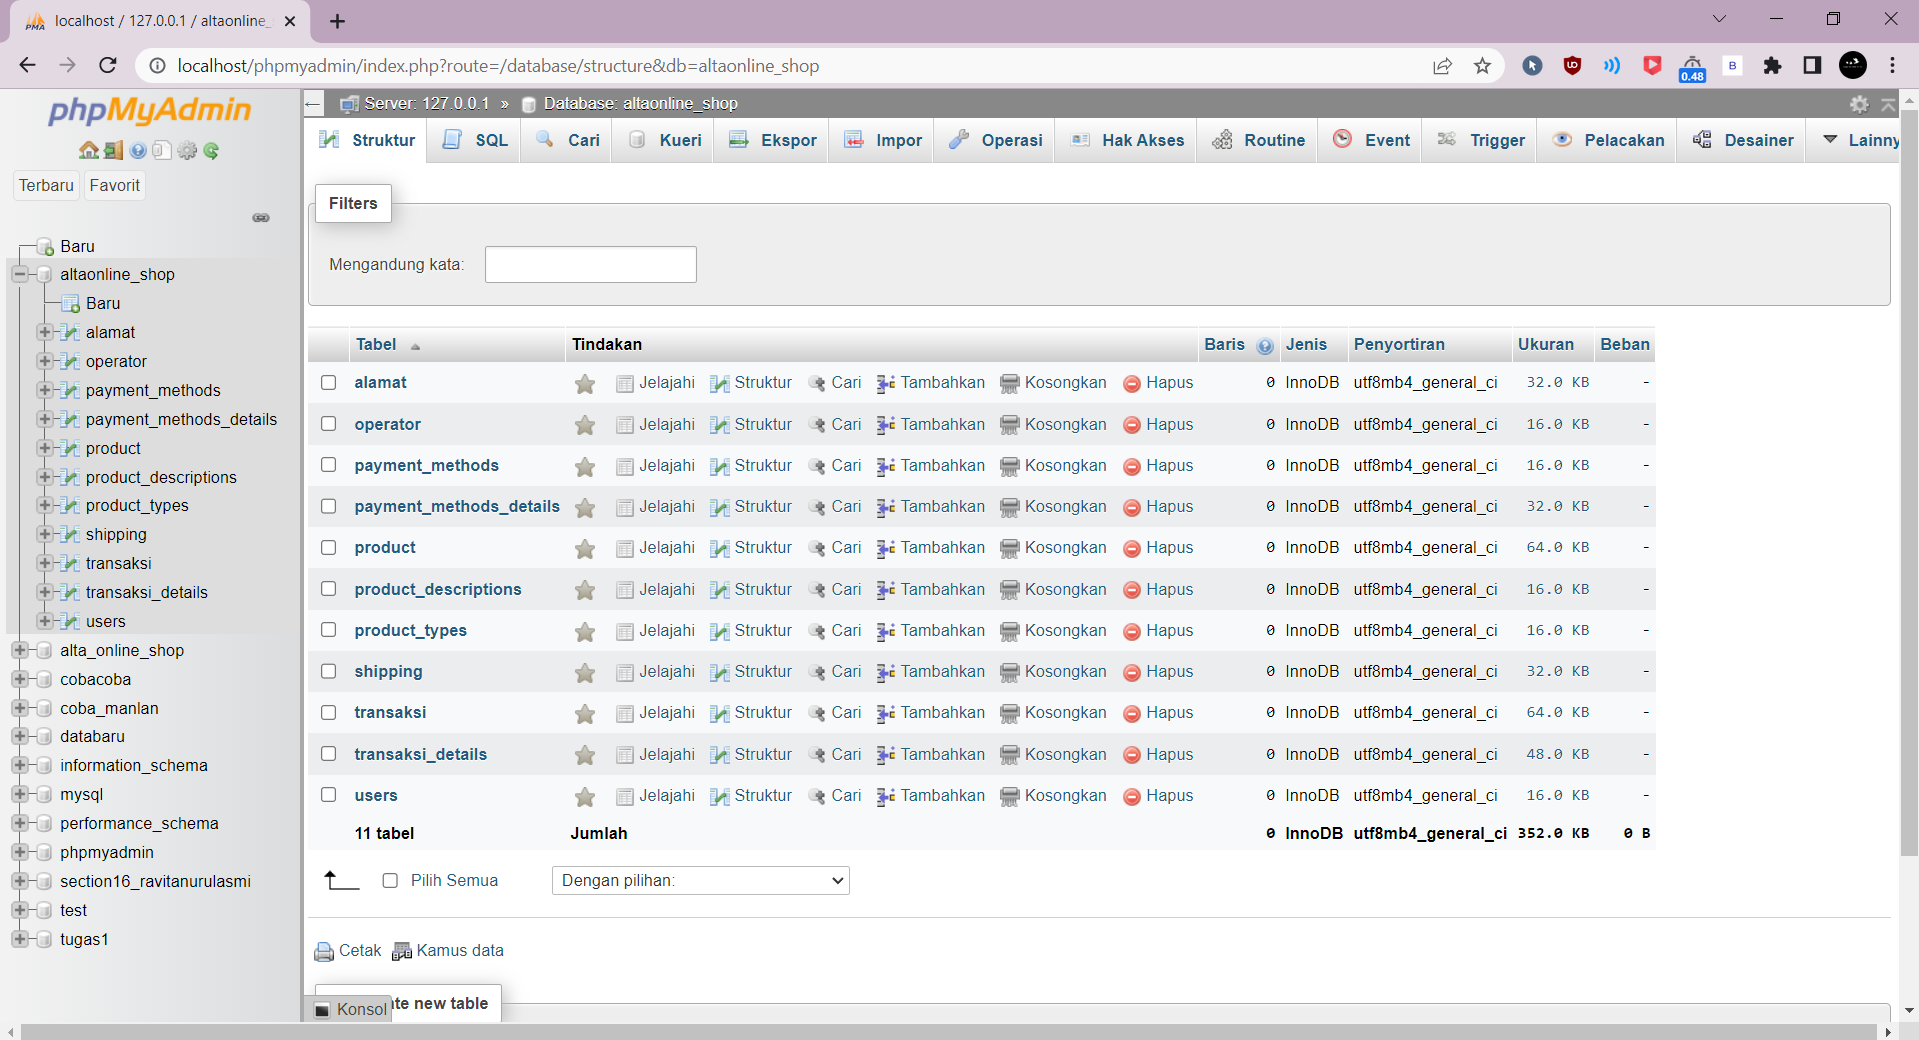 localhost / 127.0.0.1 / altaonline_
localhost/phpmyadmin/index.php?route=/database/structure&db=altaonline_shop
0.48
B
phpMyAdmin
Terbaru Favorit
Baru
altaonline_shop
Baru
alamat
operator
payment_methods
payment_methods_details
product
product_descriptions
product_types
shipping
transaksi
transaksi_details
users
alta_online_shop
cobacoba
coba_manlan
databaru
information_schema
mysql
performance_schema
phpmyadmin
section16_ravitanurulasmi
test
tugas1
Server: 127.0.0.1 » Database: altaonline_shop
Struktur SQL Cari Kueri Ekspor Impor Operasi Hak Akses Routine Event Trigger Pelacakan Desainer Lainny
Filters
Mengandung kata:
Tabel Tindakan Baris Jenis Penyortiran Ukuran Beban
alamat Jelajahi Struktur Cari Tambahkan Kosongkan Hapus 0 InnoDB utf8mb4_general_ci 32.0 KB -
operator Jelajahi Struktur Cari Tambahkan Kosongkan Hapus 0 InnoDB utf8mb4_general_ci 16.0 KB -
payment_methods Jelajahi Struktur Cari Tambahkan Kosongkan Hapus 0 InnoDB utf8mb4_general_ci 16.0 KB -
payment_methods_details Jelajahi Struktur Cari Tambahkan Kosongkan Hapus 0 InnoDB utf8mb4_general_ci 32.0 KB -
product Jelajahi Struktur Cari Tambahkan Kosongkan Hapus 0 InnoDB utf8mb4_general_ci 64.0 KB -
product_descriptions Jelajahi Struktur Cari Tambahkan Kosongkan Hapus 0 InnoDB utf8mb4_general_ci 16.0 KB -
product_types Jelajahi Struktur Cari Tambahkan Kosongkan Hapus 0 InnoDB utf8mb4_general_ci 16.0 KB -
shipping Jelajahi Struktur Cari Tambahkan Kosongkan Hapus 0 InnoDB utf8mb4_general_ci 32.0 KB -
transaksi Jelajahi Struktur Cari Tambahkan Kosongkan Hapus 0 InnoDB utf8mb4_general_ci 64.0 KB -
transaksi_details Jelajahi Struktur Cari Tambahkan Kosongkan Hapus 0 InnoDB utf8mb4_general_ci 48.0 KB -
users Jelajahi Struktur Cari Tambahkan Kosongkan Hapus 0 InnoDB utf8mb4_general_ci 16.0 KB -
11 tabel Jumlah 0 InnoDB utf8mb4_general_ci 352.0 KB 0 B
Pilih Semua Dengan pilihan:
Cetak Kamus data
Konsol te new table